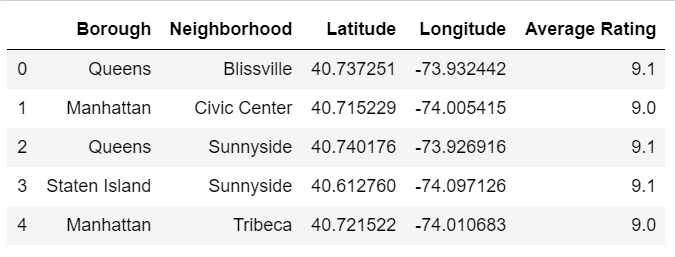 Borough Neighborhood Latitude Longitude Average Rating
0 Queens Blissville 40.737251 -73.932442 9.1
1 Manhattan Civic Center 40.715229 -74.005415 9.0
2 Queens Sunnyside 40.740176 -73.926916 9.1
3 Staten Island Sunnyside 40.612760 -74.097126 9.1
4 Manhattan Tribeca 40.721522 -74.010683 9.0